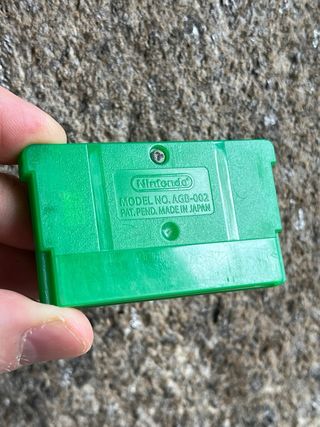 Nintendo
MODEL NO. AGB-002
PAT. PEND. MADE IN JAPAN